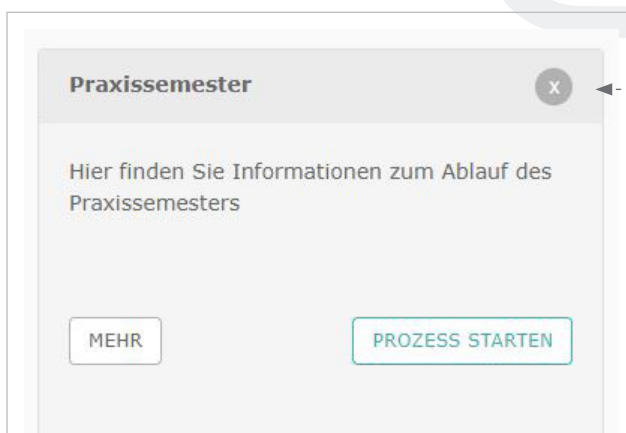 Praxissemester
X
Hier finden Sie Informationen zum Ablauf des
Praxissemesters
MEHR
PROZESS STARTEN